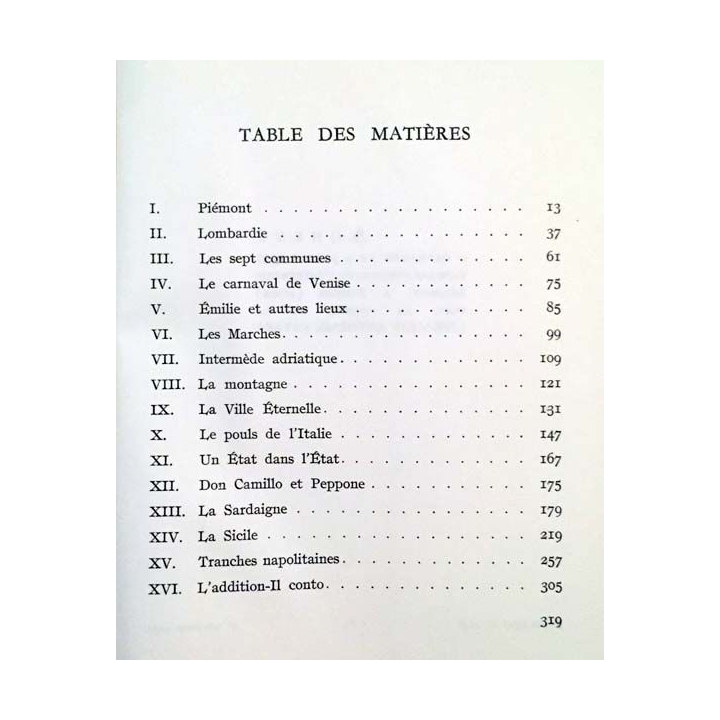 TABLE DES MATIÈRES
I. Piémont . . . . . . . . . . . . . . . . . . 13
II. Lombardie . . . . . . . . . . . . . . . . . 37
III. Les sept communes . . . . . . . . . . . . . 61
IV. Le carnaval de Venise . . . . . . . . . . . . 75
V. Émilie et autres lieux . . . . . . . . . . . . 85
VI. Les Marches. . . . . . . . . . . . . . . . . 99
VII. Intermède adriatique. . . . . . . . . . . . . 109
VIII. La montagne . . . . . . . . . . . . . . . . 121
IX. La Ville Éternelle. . . . . . . . . . . . . . 131
X. Le pouls de l'Italie . . . . . . . . . . . . . 147
XI. Un État dans l'État. . . . . . . . . . . . . 167
XII. Don Camillo et Peppone . . . . . . . . . . . 175
XIII. La Sardaigne . . . . . . . . . . . . . . . . 179
XIV. La Sicile . . . . . . . . . . . . . . . . . . 219
XV. Tranches napolitaines. . . . . . . . . . . . . 257
XVI. L'addition-Il conto. . . . . . . . . . . . . . 305
319